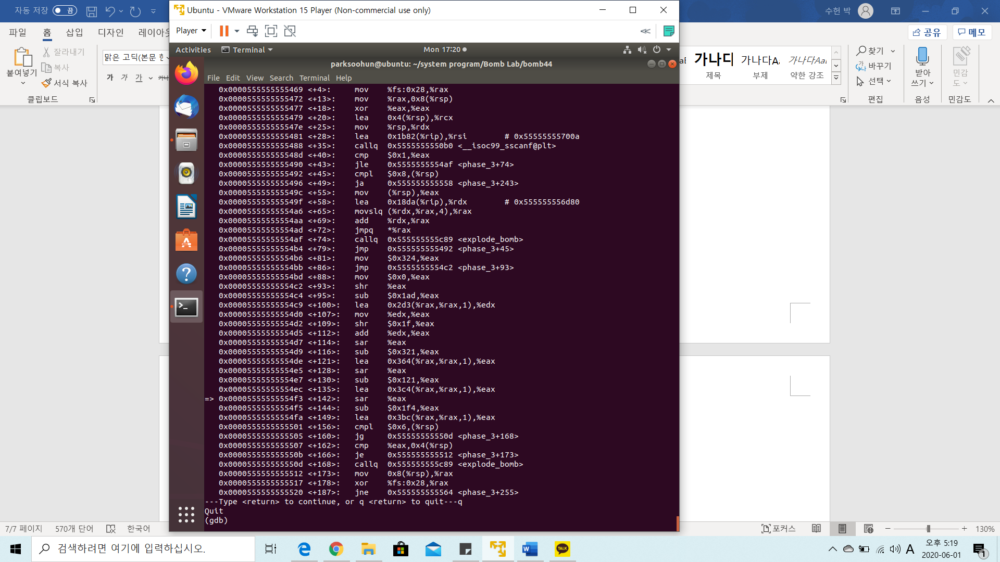 자동 저장 끔
수헌 박
Ubuntu - VMware Workstation 15 Player (Non-commercial use only)
Player
파일 홈 삽입 디자인 레이아웃
공유 메모
붙여넣기
잘라내기
복사
서식 복사
클립보드
맑은 고딕(본문 한
가 가 가
가나다 가나다A 가나다Aa
제목 부제 약한 강조
찾기
바꾸기
선택
편집
받아
쓰기
음성
민감
도
민감도
Activities Terminal Mon 17:20
parksoohun@ubuntu: ~/system program/Bomb Lab/bomb44
File Edit View Search Terminal Help
0x0000555555555469 <+4>: mov %fs:0x28,%rax
0x0000555555555472 <+13>: mov %rax,0x8(%rsp)
0x0000555555555477 <+18>: xor %eax,%eax
0x0000555555555479 <+20>: lea 0x4(%rsp),%rcx
0x000055555555547e <+25>: mov %rsp,%rdx
0x0000555555555481 <+28>: lea 0x1b82(%rip),%rsi # 0x55555555700a
0x0000555555555488 <+35>: callq 0x5555555550b0 <__isoc99_sscanf@plt>
0x000055555555548d <+40>: cmp $0x1,%eax
0x0000555555555490 <+43>: jle 0x5555555554af <phase_3+74>
0x0000555555555492 <+45>: cmpl $0x8,(%rsp)
0x0000555555555496 <+49>: ja 0x555555555558 <phase_3+243>
0x000055555555549c <+55>: mov (%rsp),%eax
0x000055555555549f <+58>: lea 0x18da(%rip),%rdx # 0x555555556d80
0x00005555555554a6 <+65>: movslq (%rdx,%rax,4),%rax
0x00005555555554aa <+69>: add %rdx,%rax
0x00005555555554ad <+72>: jmpq *%rax
0x00005555555554af <+74>: callq 0x555555555c89 <explode_bomb>
0x00005555555554b4 <+79>: jmp 0x555555555492 <phase_3+45>
0x00005555555554b6 <+81>: mov $0x324,%eax
0x00005555555554bb <+86>: jmp 0x5555555554c2 <phase_3+93>
0x00005555555554bd <+88>: mov $0x0,%eax
0x00005555555554c2 <+93>: shr %eax
0x00005555555554c4 <+95>: sub $0x1ad,%eax
0x00005555555554c9 <+100>: lea 0x2d3(%rax,%rax,1),%edx
0x00005555555554d0 <+107>: mov %edx,%eax
0x00005555555554d2 <+109>: shr $0x1f,%eax
0x00005555555554d5 <+112>: add %edx,%eax
0x00005555555554d7 <+114>: sar %eax
0x00005555555554d9 <+116>: sub $0x321,%eax
0x00005555555554de <+121>: lea 0x364(%rax,%rax,1),%eax
0x00005555555554e5 <+128>: sar %eax
0x00005555555554e7 <+130>: sub $0x121,%eax
0x00005555555554ec <+135>: lea 0x3c4(%rax,%rax,1),%eax
=> 0x00005555555554f3 <+142>: sar %eax
0x00005555555554f5 <+144>: sub $0x1f4,%eax
0x00005555555554fa <+149>: lea 0x3bc(%rax,%rax,1),%eax
0x0000555555555501 <+156>: cmpl $0x6,(%rsp)
0x0000555555555505 <+160>: jg 0x55555555550d <phase_3+168>
0x0000555555555507 <+162>: cmp %eax,0x4(%rsp)
0x000055555555550b <+166>: je 0x555555555512 <phase_3+173>
0x000055555555550d <+168>: callq 0x555555555c89 <explode_bomb>
0x0000555555555512 <+173>: mov 0x8(%rsp),%rax
0x0000555555555517 <+178>: xor %fs:0x28,%rax
0x0000555555555520 <+187>: jne 0x555555555564 <phase_3+255>
---Type <return> to continue, or q <return> to quit---q
Quit
(gdb)
7/7 페이지 570개 단어 한국어
포커스 130%
검색하려면 여기에 입력하십시오.
TALK
A
오후 5:19
2020-06-01
1